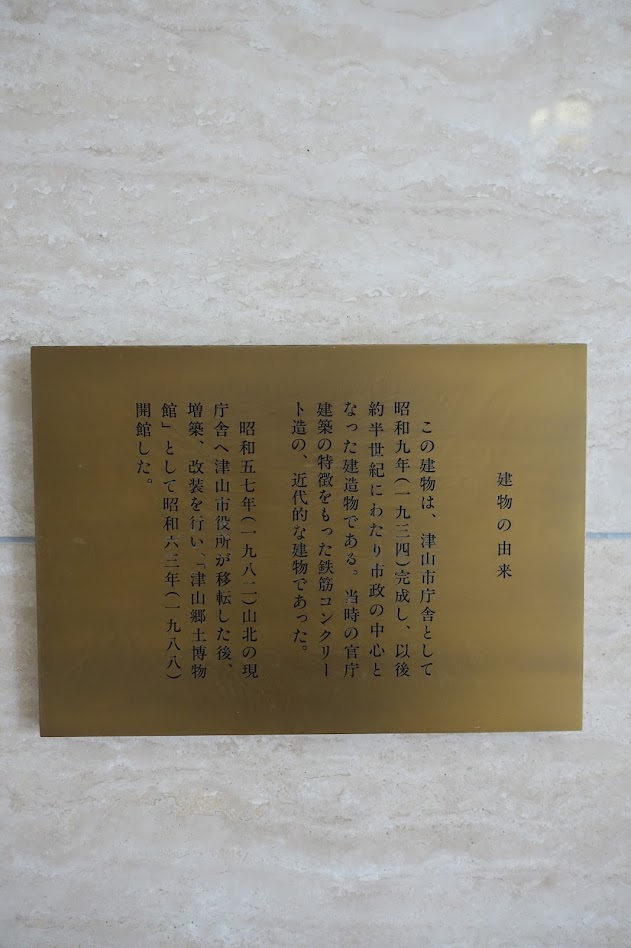 建物の由来
この建物は、津山市庁舎として
昭和九年(一九三四)完成し、以後
約半世紀にわたり市政の中心と
なった建造物である。当時の官庁
建築の特徴をもった鉄筋コンクリー
ト造の、近代的な建物であった。
昭和五七年(一九八二)山北の現
庁舎へ津山市役所が移転した後、
増築、改装を行い、「津山郷土博物
館」として昭和六三年(一九八八)
開館した。